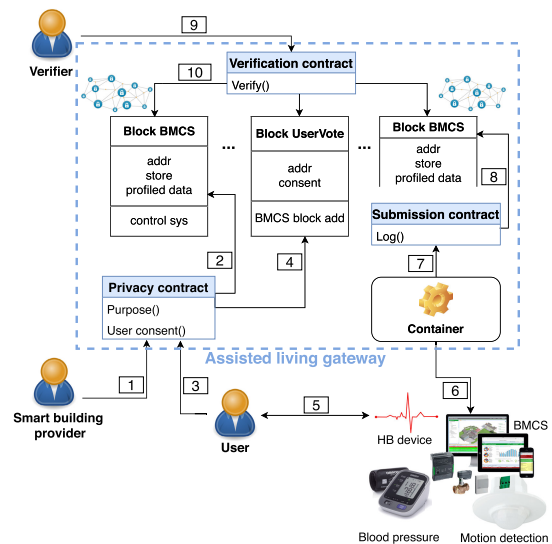 9
Verifier
Verification contract
Verify()
10
Block BMCS
addr
store
profiled data
control sys
...
Block UserVote
addr
consent
BMCS block add
...
Block BMCS
addr
store
profiled data
8
2
4
Submission contract
Log()
7
Privacy contract
Purpose()
User consent()
Container
Assisted living gateway
1
3
5
6
Smart building
provider
User
HB device
BMCS
Blood pressure
Motion detection